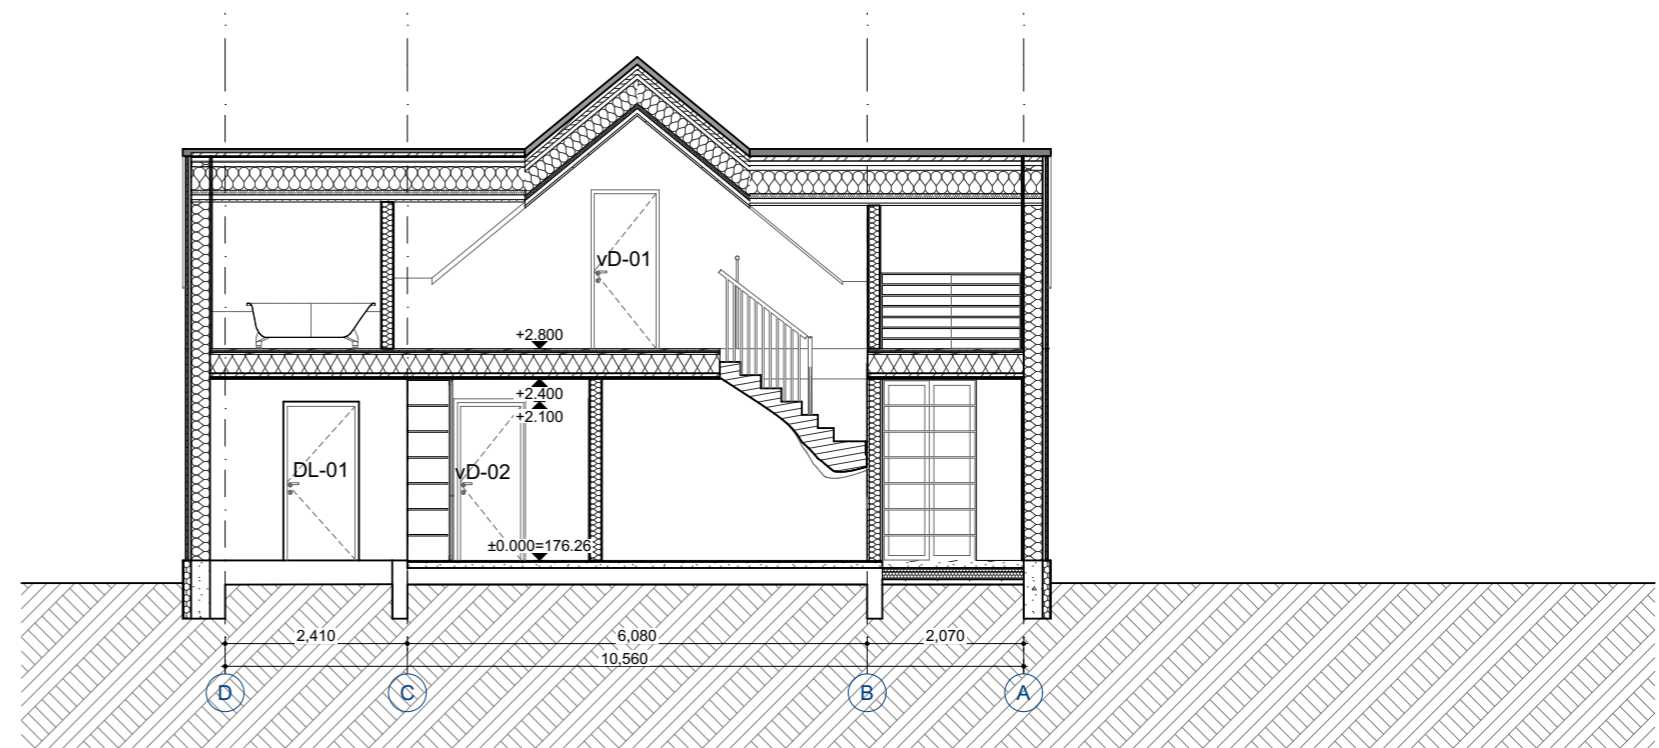 vD-01
+2.800
+2.400
+2.100
DL-01
vD-02
±0.000=176.26
2,410
6,080
2,070
10,560
D
C
B
A